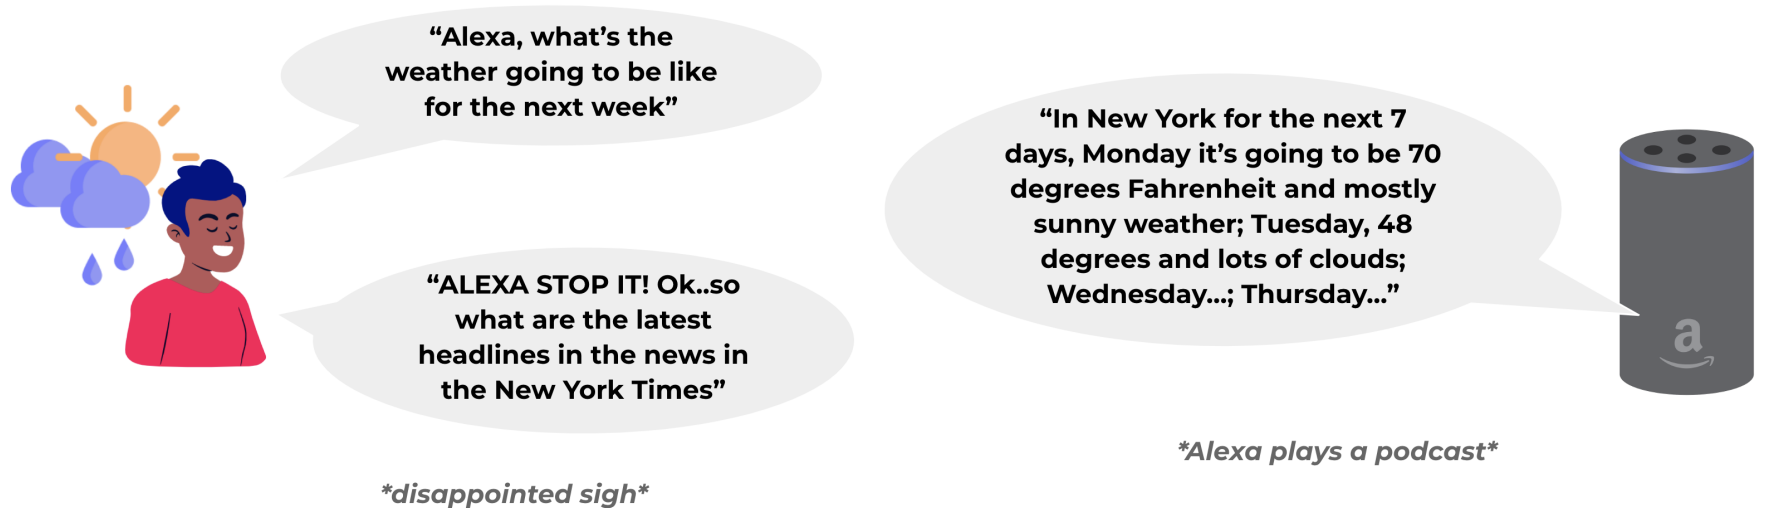 “Alexa, what’s the
weather going to be like
for the next week”
“In New York for the next 7
days, Monday it’s going to be 70
degrees Fahrenheit and mostly
sunny weather; Tuesday, 48
degrees and lots of clouds;
Wednesday...; Thursday...”
a
“ALEXA STOP IT! Ok..so
what are the latest
headlines in the news in
the New York Times”
*Alexa plays a podcast*
*disappointed sigh*